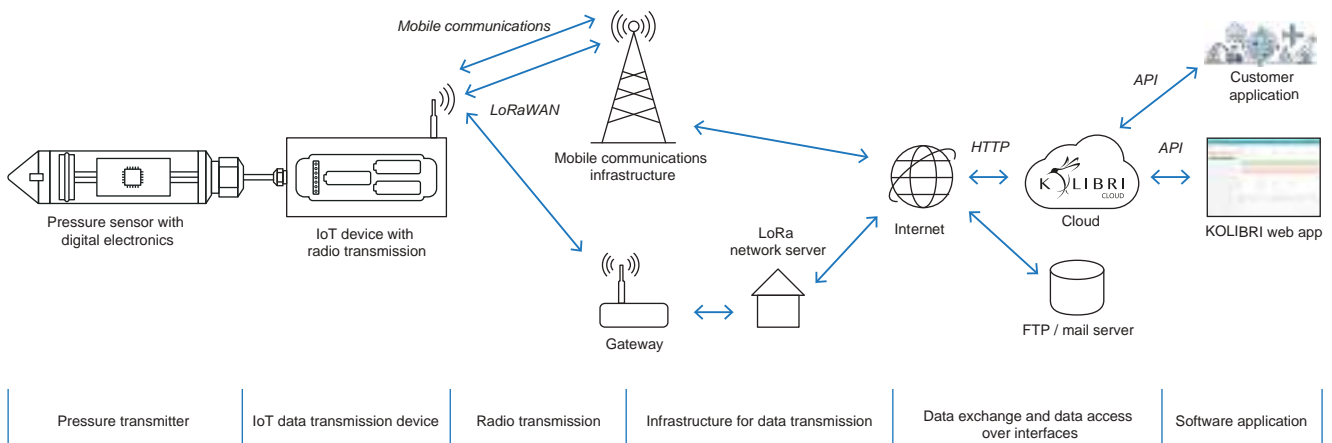 Mobile communications
LoRaWAN
Pressure sensor with
digital electronics
IoT device with
radio transmission
Mobile communications
infrastructure
Gateway
LoRa
network server
Internet
HTTP
KOLIBRI
CLOUD
Cloud
FTP / mail server
API
Customer
application
API
KOLIBRI web app
Pressure transmitter
IoT data transmission device
Radio transmission
Infrastructure for data transmission
Data exchange and data access
over interfaces
Software application